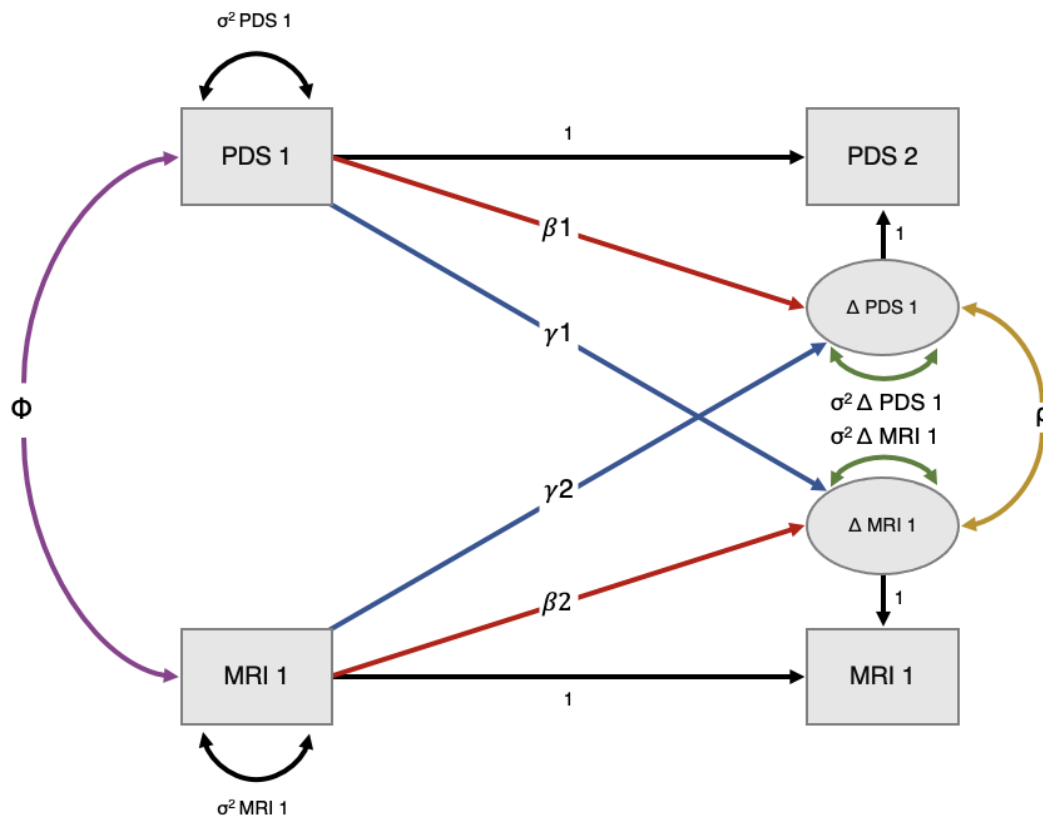 σ² PDS 1
PDS 1
1
PDS 2
β1
1
Δ PDS 1
γ1
σ² Δ PDS 1
Φ
σ² Δ MRI 1
γ2
Δ MRI 1
β2
1
MRI 1
MRI 1
1
σ² MRI 1